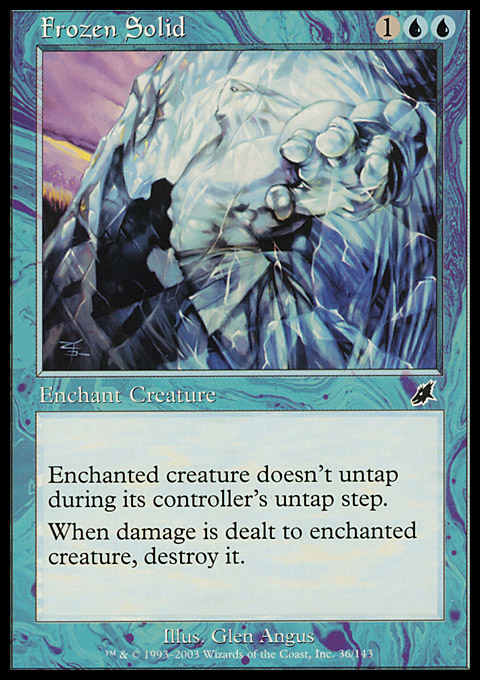 Frozen Solid 1
Enchant Creature
Enchanted creature doesn't untap
during its controller's untap step.
When damage is dealt to enchanted
creature, destroy it.
Illus. Glen Angus
™ & © 1993-2003 Wizards of the Coast, Inc. 36/143